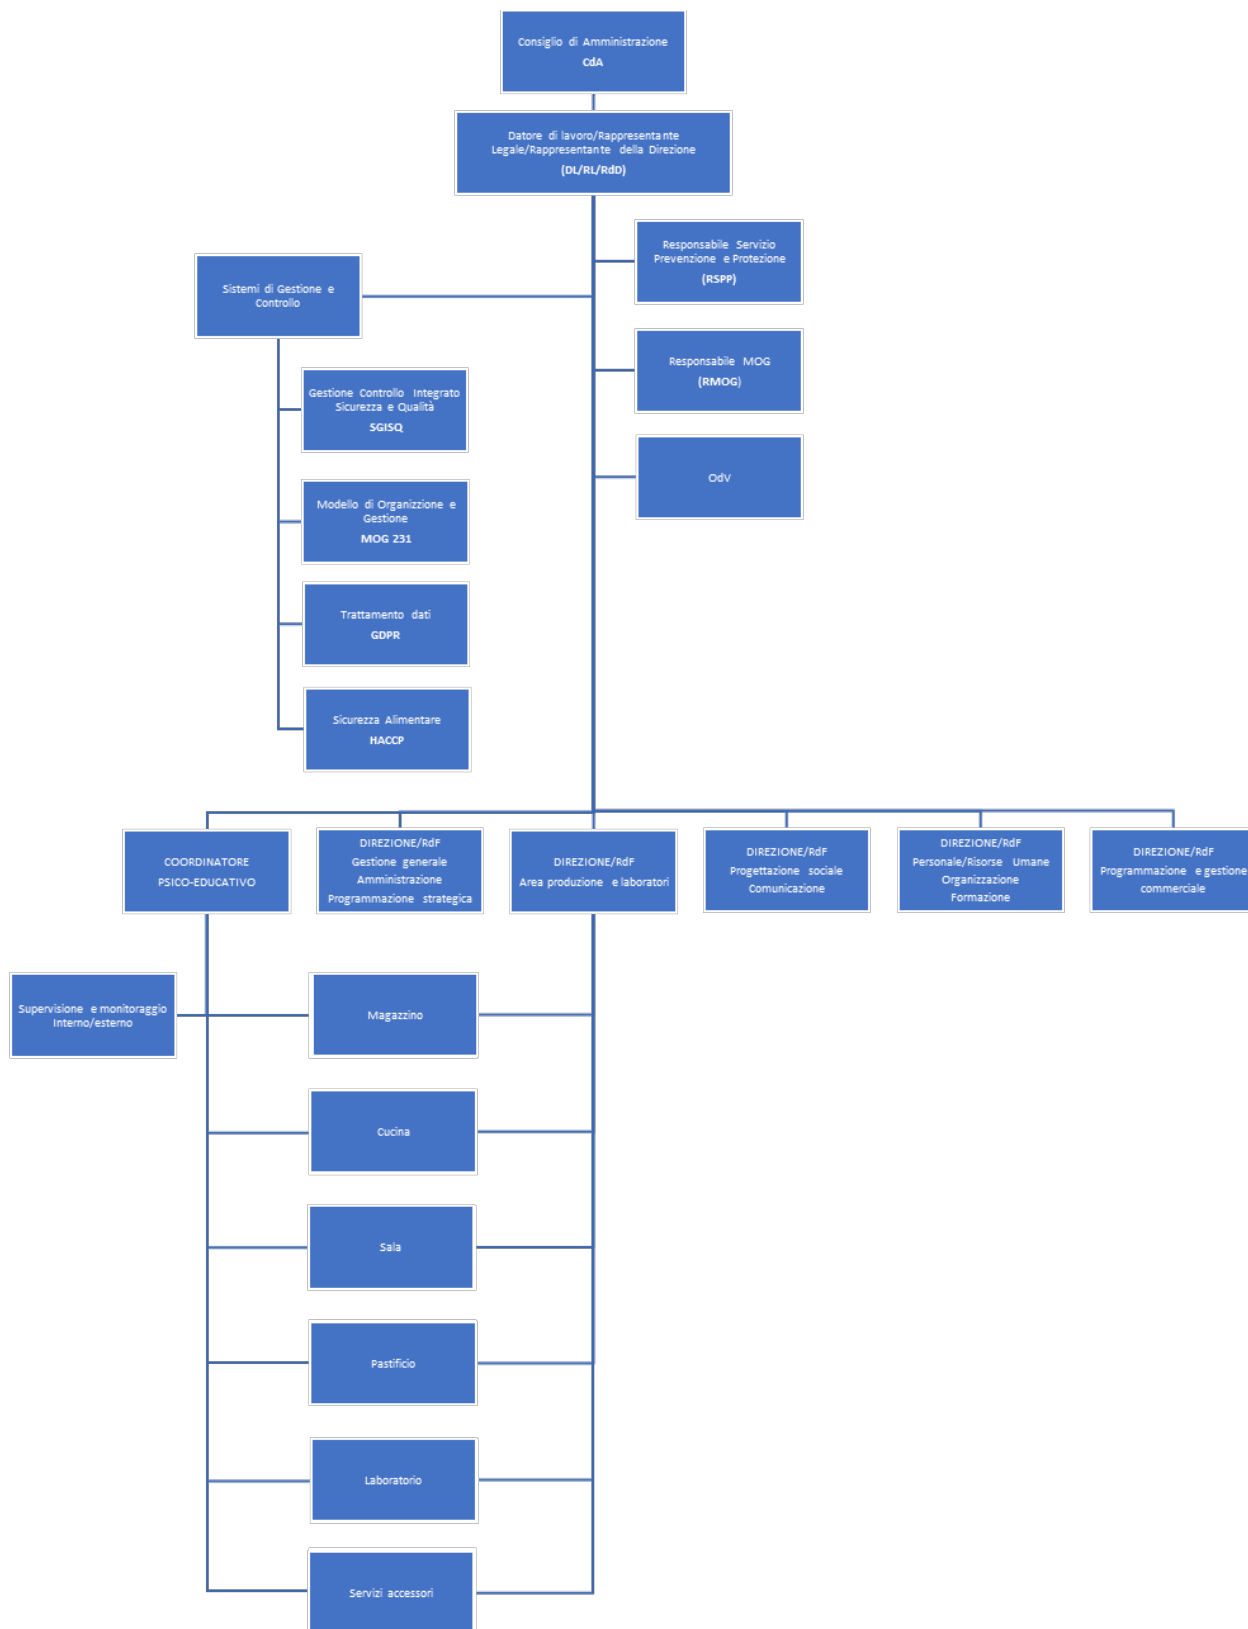 Consiglio di Amministrazione
CdA
Datore di lavoro/Rappresentante
Legale/Rappresentante della Direzione
(DL/RL/RdD)
Responsabile Servizio
Prevenzione e Protezione
(RSPP)
Sistemi di Gestione e
Controllo
Responsabile MOG
(RMOG)
Gestione Controllo Integrato
Sicurezza e Qualità
SGISQ
OdV
Modello di Organizzione e
Gestione
MOG 231
Trattamento dati
GDPR
Sicurezza Alimentare
HACCP
COORDINATORE
PSICO-EDUCATIVO
DIREZIONE/RdF
Gestione generale
Amministrazione
Programmazione strategica
DIREZIONE/RdF
Area produzione e laboratori
DIREZIONE/RdF
Progettazione sociale
Comunicazione
DIREZIONE/RdF
Personale/Risorse Umane
Organizzazione
Formazione
DIREZIONE/RdF
Programmazione e gestione
commerciale
Supervisione e monitoraggio
Interno/esterno
Magazzino
Cucina
Sala
Pastificio
Laboratorio
Servizi accessori